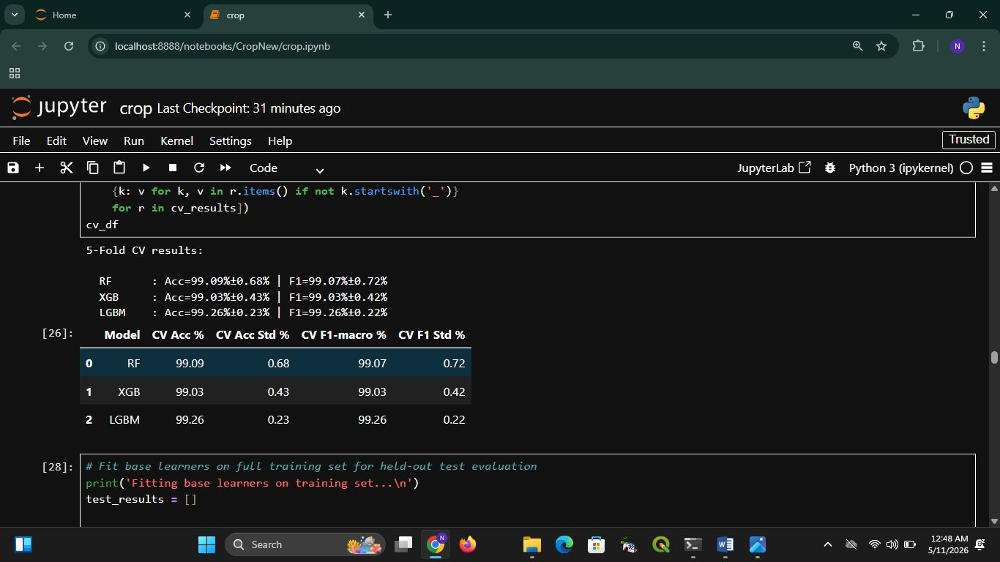 Home
crop
localhost:8888/notebooks/CropNew/crop.ipynb
N
jupyter crop Last Checkpoint: 31 minutes ago
File Edit View Run Kernel Settings Help
Trusted
Code
JupyterLab
Python 3 (ipykernel)
{k: v for k, v in r.items() if not k.startswith('_')}
for r in cv_results])
cv_df
5-Fold CV results:
RF : Acc=99.09%±0.68% | F1=99.07%±0.72%
XGB : Acc=99.03%±0.43% | F1=99.03%±0.42%
LGBM : Acc=99.26%±0.23% | F1=99.26%±0.22%
[26]:
Model CV Acc % CV Acc Std % CV F1-macro % CV F1 Std %
0 RF 99.09 0.68 99.07 0.72
1 XGB 99.03 0.43 99.03 0.42
2 LGBM 99.26 0.23 99.26 0.22
[28]:
# Fit base learners on full training set for held-out test evaluation
print('Fitting base learners on training set...\n')
test_results = []
Search
N
12:48 AM
5/11/2026